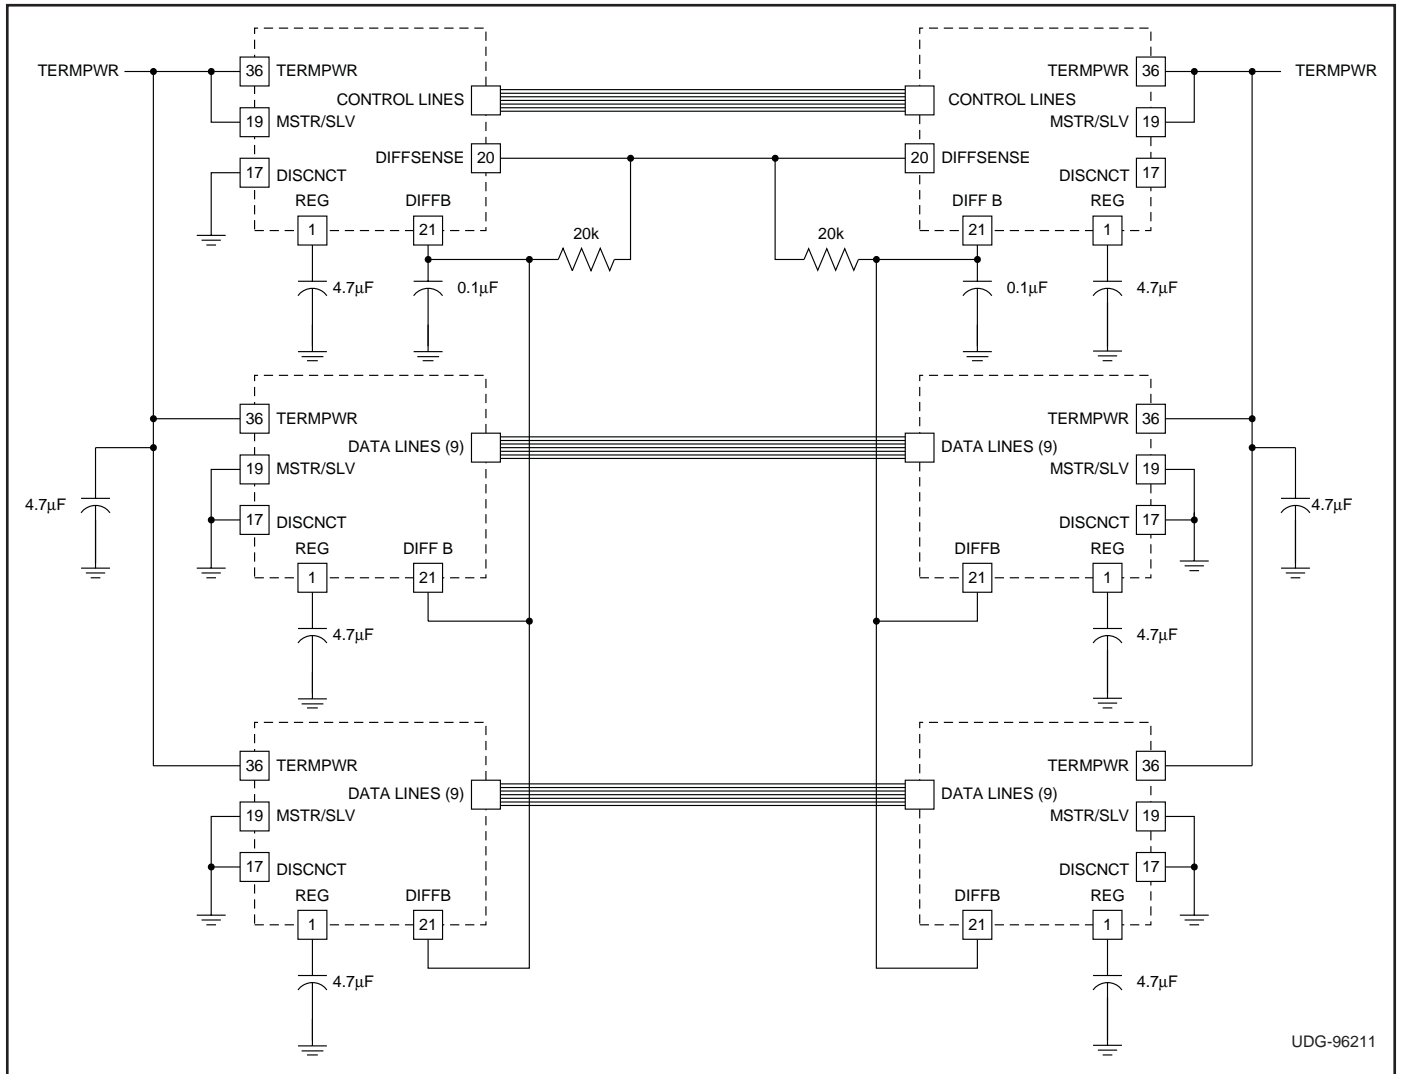 TERMPWR
36 TERMPWR
TERMPWR 36
TERMPWR
CONTROL LINES
CONTROL LINES
19 MSTR/SLV
MSTR/SLV 19
DIFFSENSE 20
20 DIFFSENSE
17 DISCNCT
DISCNCT 17
REG
DIFFB
DIFF B
REG
1
21
21
1
20k
20k
4.7µF
0.1µF
0.1µF
4.7µF
36 TERMPWR
TERMPWR 36
DATA LINES (9)
DATA LINES (9)
19 MSTR/SLV
MSTR/SLV 19
4.7µF
4.7µF
17 DISCNCT
DISCNCT 17
REG
DIFF B
DIFFB
REG
1
21
21
1
4.7µF
4.7µF
36 TERMPWR
TERMPWR 36
DATA LINES (9)
DATA LINES (9)
19 MSTR/SLV
MSTR/SLV 19
17 DISCNCT
DISCNCT 17
REG
DIFFB
DIFFB
REG
1
21
21
1
4.7µF
4.7µF
UDG-96211